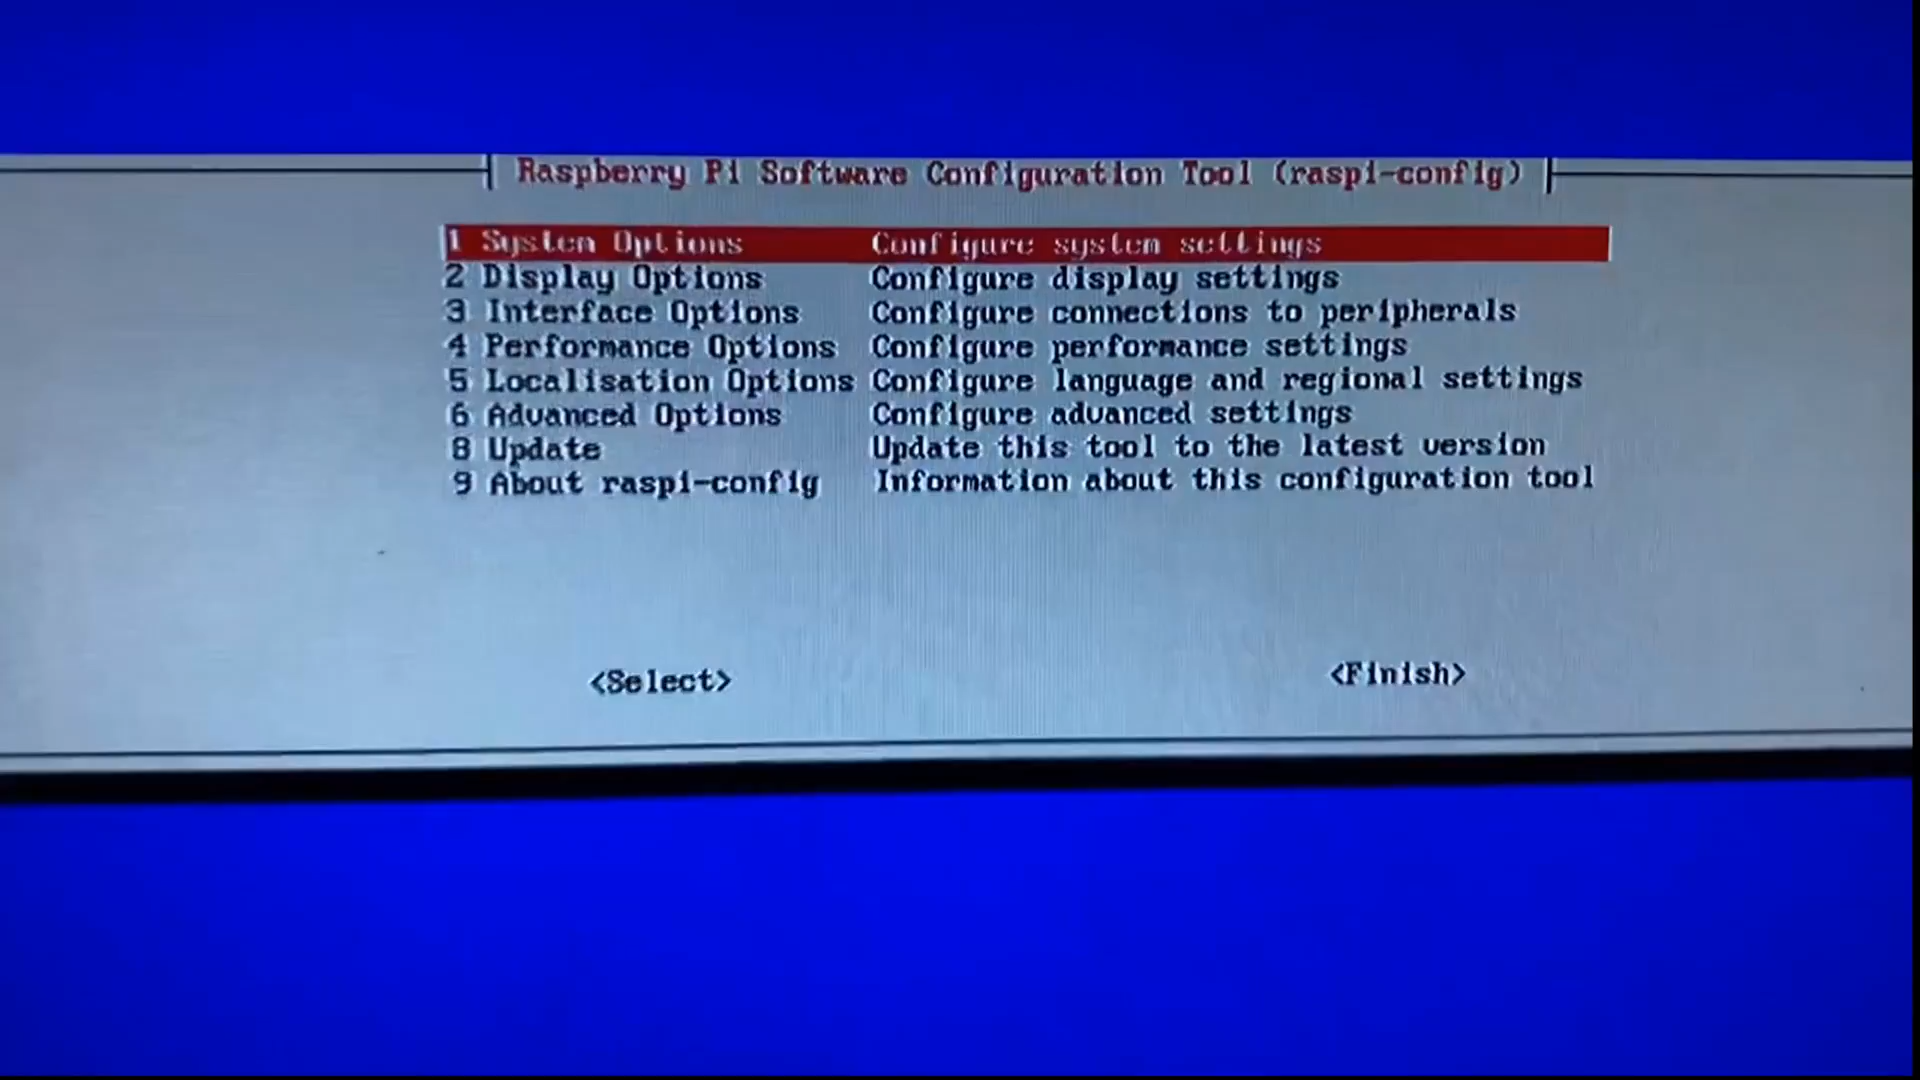 Raspberry Pi Software Configuration Tool (raspi-config)
1 System Options Configure system settings
2 Display Options Configure display settings
3 Interface Options Configure connections to peripherals
4 Performance Options Configure performance settings
5 Localisation Options Configure language and regional settings
6 Advanced Options Configure advanced settings
8 Update Update this tool to the latest version
9 About raspi-config Information about this configuration tool
<Select> <Finish>